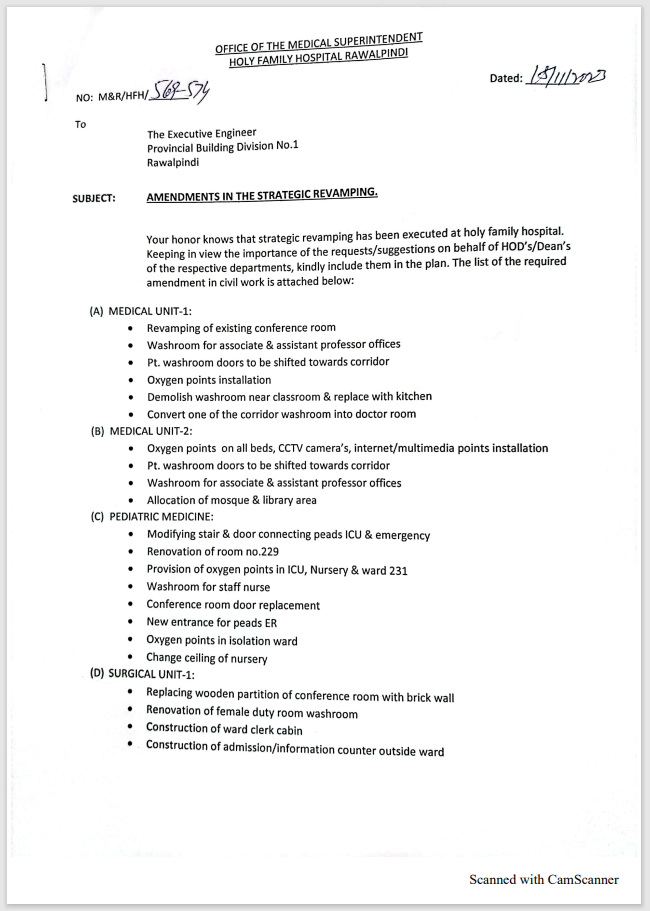 OFFICE OF THE MEDICAL SUPERINTENDENT
HOLY FAMILY HOSPITAL RAWALPINDI
Dated: 18/11/2023
NO: M&R/HFH/ 569-574
To
The Executive Engineer
Provincial Building Division No.1
Rawalpindi
SUBJECT: AMENDMENTS IN THE STRATEGIC REVAMPING.
Your honor knows that strategic revamping has been executed at holy family hospital.
Keeping in view the importance of the requests/suggestions on behalf of HOD's/Dean's
of the respective departments, kindly include them in the plan. The list of the required
amendment in civil work is attached below:
(A) MEDICAL UNIT-1:
• Revamping of existing conference room
• Washroom for associate & assistant professor offices
• Pt. washroom doors to be shifted towards corridor
• Oxygen points installation
• Demolish washroom near classroom & replace with kitchen
• Convert one of the corridor washroom into doctor room
(B) MEDICAL UNIT-2:
• Oxygen points on all beds, CCTV camera's, internet/multimedia points installation
• Pt. washroom doors to be shifted towards corridor
• Washroom for associate & assistant professor offices
• Allocation of mosque & library area
(C) PEDIATRIC MEDICINE:
• Modifying stair & door connecting peads ICU & emergency
• Renovation of room no.229
• Provision of oxygen points in ICU, Nursery & ward 231
• Washroom for staff nurse
• Conference room door replacement
• New entrance for peads ER
• Oxygen points in isolation ward
• Change ceiling of nursery
(D) SURGICAL UNIT-1:
• Replacing wooden partition of conference room with brick wall
• Renovation of female duty room washroom
• Construction of ward clerk cabin
• Construction of admission/information counter outside ward
Scanned with CamScanner